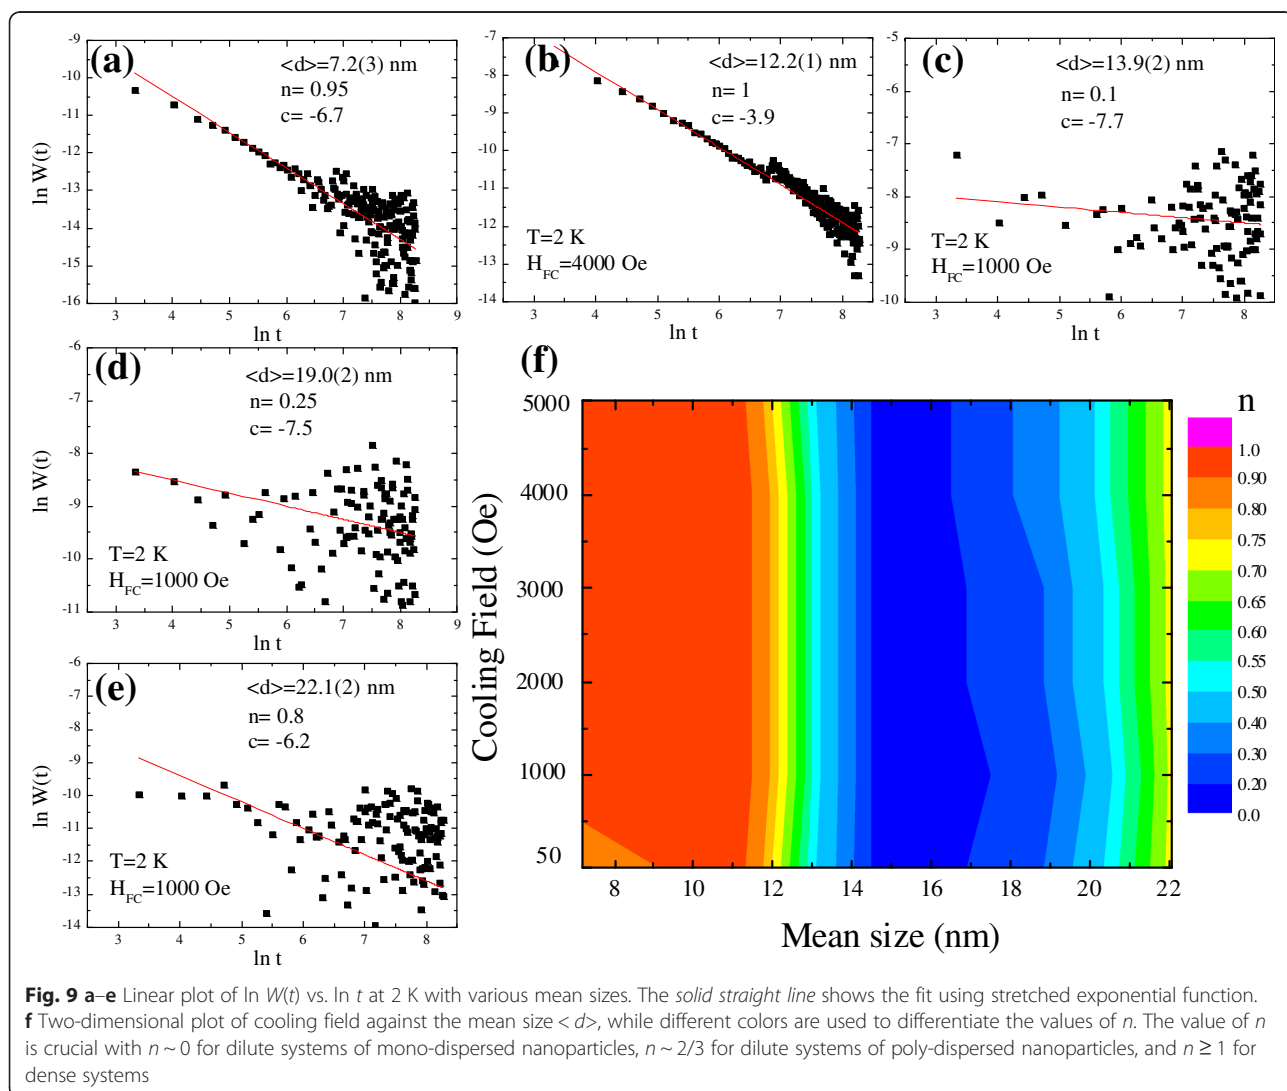 (a)
<d>=7.2(3) nm
n= 0.95
c= -6.7
-9
-10
-11
-12
-13
-14
-15
-16
ln W(t)
3 4 5 6 7 8 9
ln t
(b)
<d>=12.2(1) nm
n= 1
c= -3.9
T=2 K
H_FC=4000 Oe
-7
-8
-9
-10
-11
-12
-13
-14
3 4 5 6 7 8
ln t
(c)
<d>=13.9(2) nm
n= 0.1
c= -7.7
T=2 K
H_FC=1000 Oe
-5
-6
-7
-8
-9
-10
3 4 5 6 7 8
ln t
(d)
<d>=19.0(2) nm
n= 0.25
c= -7.5
T=2 K
H_FC=1000 Oe
-6
-7
-8
-9
-10
-11
ln W(t)
3 4 5 6 7 8 9
ln t
(e)
<d>=22.1(2) nm
n= 0.8
c= -6.2
T=2 K
H_FC=1000 Oe
-6
-7
-8
-9
-10
-11
-12
-13
-14
ln W(t)
3 4 5 6 7 8
ln t
(f)
5000
4000
3000
2000
1000
50
Cooling Field (Oe)
8 10 12 14 16 18 20 22
Mean size (nm)
n
1.0
0.90
0.80
0.75
0.70
0.65
0.60
0.55
0.50
0.40
0.30
0.20
0.0
Fig. 9 a–e Linear plot of ln W(t) vs. ln t at 2 K with various mean sizes. The solid straight line shows the fit using stretched exponential function.
f Two-dimensional plot of cooling field against the mean size < d>, while different colors are used to differentiate the values of n. The value of n
is crucial with n ~ 0 for dilute systems of mono-dispersed nanoparticles, n ~ 2/3 for dilute systems of poly-dispersed nanoparticles, and n ≥ 1 for
dense systems